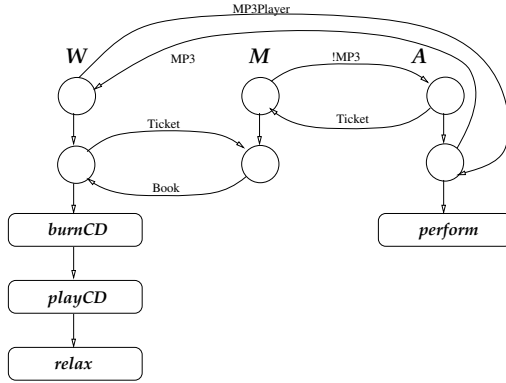 MP3Player
W
M
A
MP3
!MP3
Ticket
Ticket
Book
burnCD
perform
playCD
relax